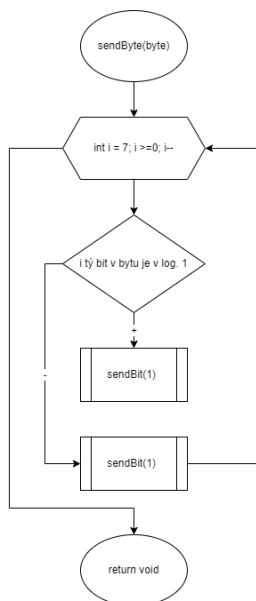 sendByte(byte)
int i = 7; i >=0; i--
i tý bit v bytu je v log. 1
+
sendBit(1)
-
sendBit(1)
return void